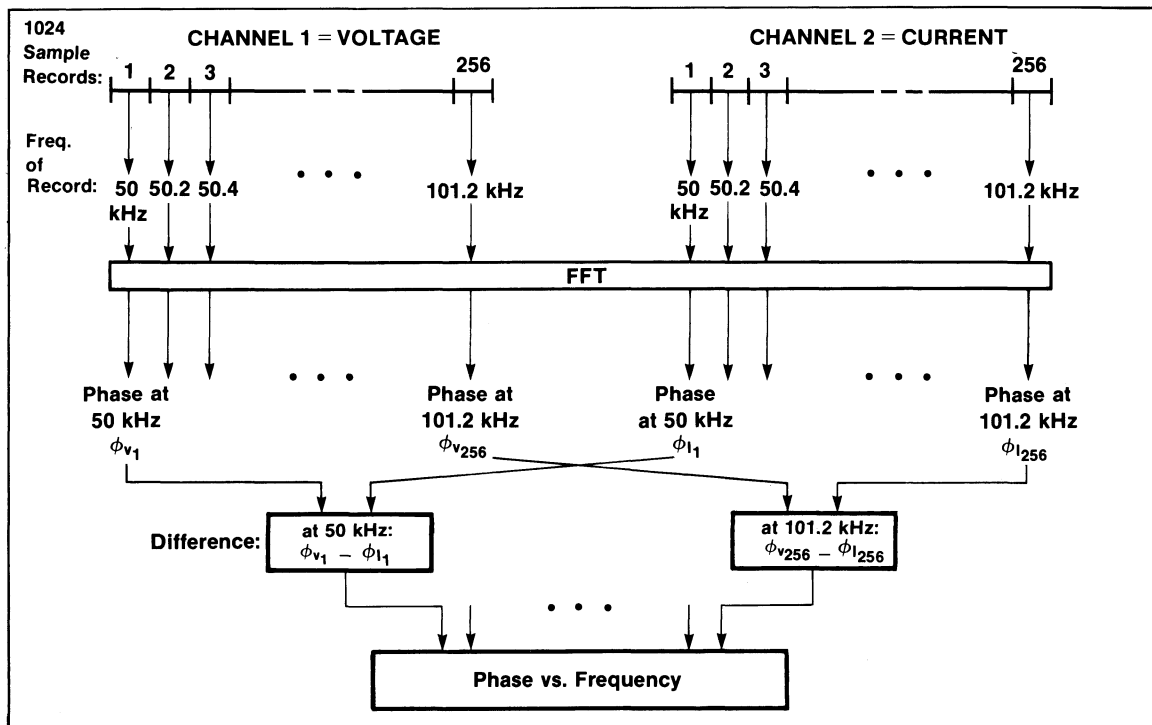 1024
Sample
Records:
CHANNEL 1 = VOLTAGE
CHANNEL 2 = CURRENT
1 2 3 256
1 2 3 256
Freq.
of
Record:
50 kHz 50.2 50.4 • • • 101.2 kHz
50 kHz 50.2 50.4 • • • 101.2 kHz
FFT
• • •
• • •
Phase at
50 kHz
ϕv1
Phase at
101.2 kHz
ϕv256
Phase
at 50 kHz
ϕI1
Phase at
101.2 kHz
ϕI256
Difference:
at 50 kHz:
ϕv1 – ϕI1
at 101.2 kHz:
ϕv256 – ϕI256
• • •
Phase vs. Frequency